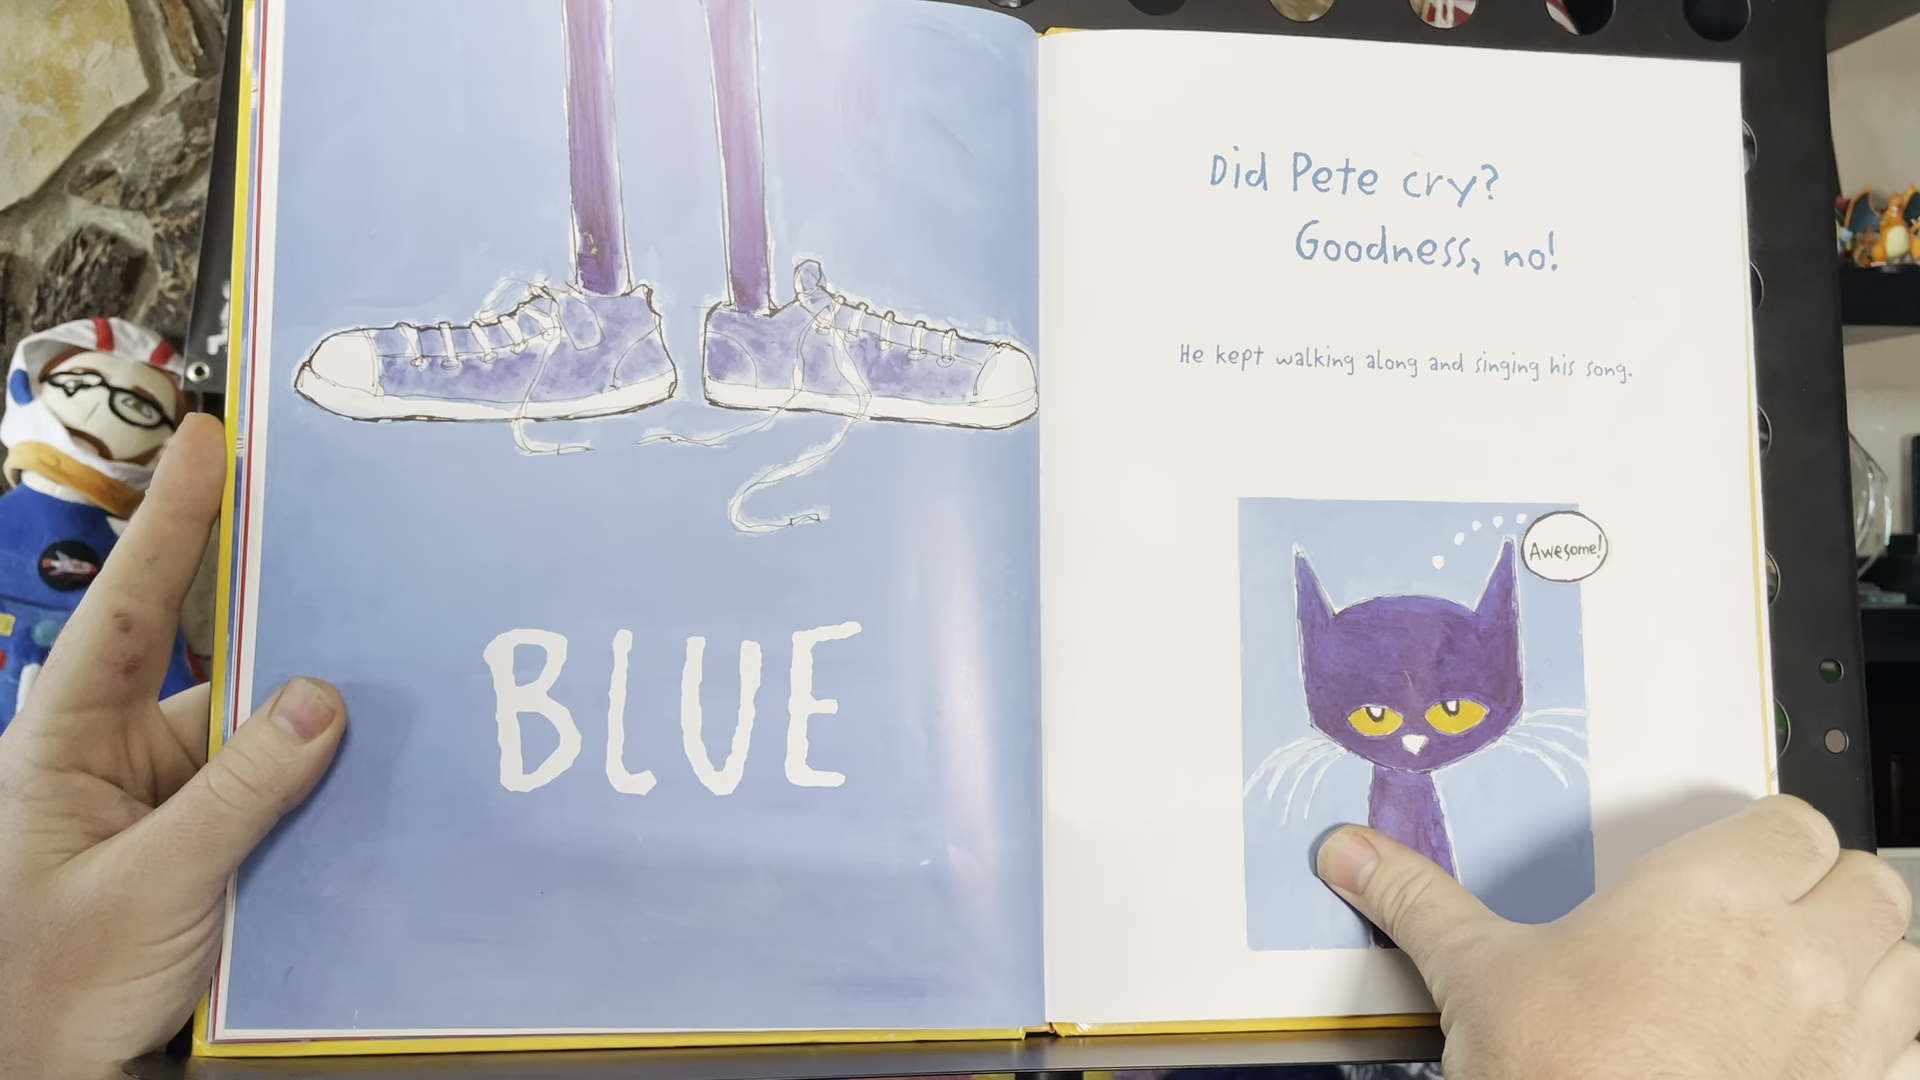 BLUE
Did Pete cry?
Goodness, no!
He kept walking along and singing his song.
Awesome!